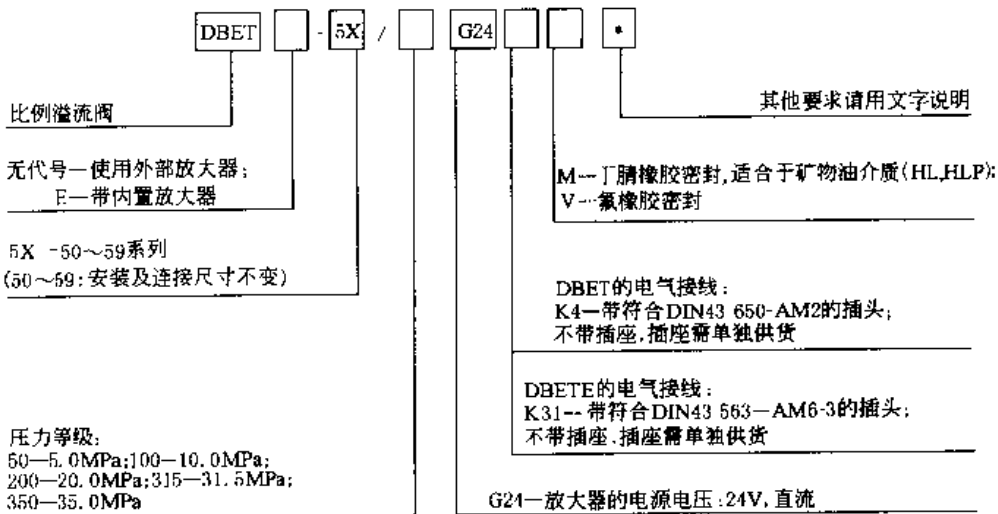 DBET - 5X / G24 *
比例溢流阀
其他要求请用文字说明
无代号—使用外部放大器;
E—带内置放大器
M--丁腈橡胶密封,适合于矿物油介质(HL,HLP);
V--氟橡胶密封
5X -50～59系列
(50～59:安装及连接尺寸不变)
DBET的电气接线:
K4—带符合DIN43 650-AM2的插头;
不带插座,插座需单独供货
DBETE的电气接线:
K31--带符合DIN43 563—AM6-3的插头;
不带插座,插座需单独供货
压力等级:
50—5.0MPa;100—10.0MPa;
200—20.0MPa;315—31.5MPa;
350—35.0MPa
G24—放大器的电源电压:24V,直流